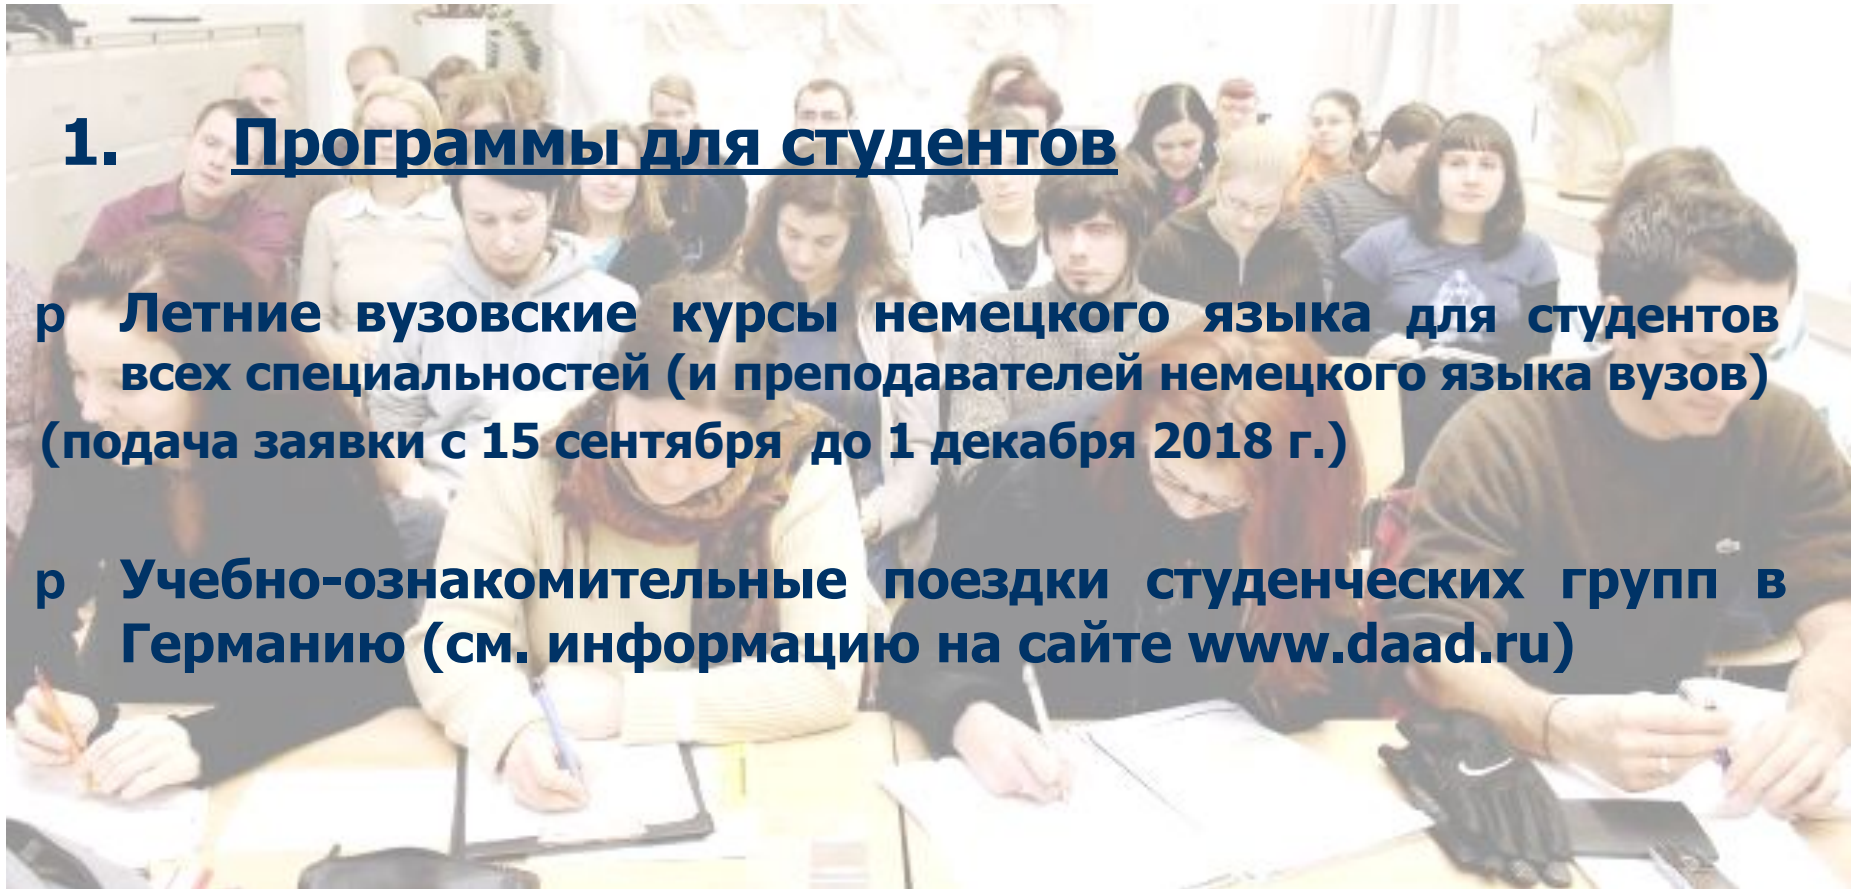 1. Программы для студентов
p Летние вузовские курсы немецкого языка для студентов
всех специальностей (и преподавателей немецкого языка вузов)
(подача заявки с 15 сентября до 1 декабря 2018 г.)
p Учебно-ознакомительные поездки студенческих групп в
Германию (см. информацию на сайте www.daad.ru)